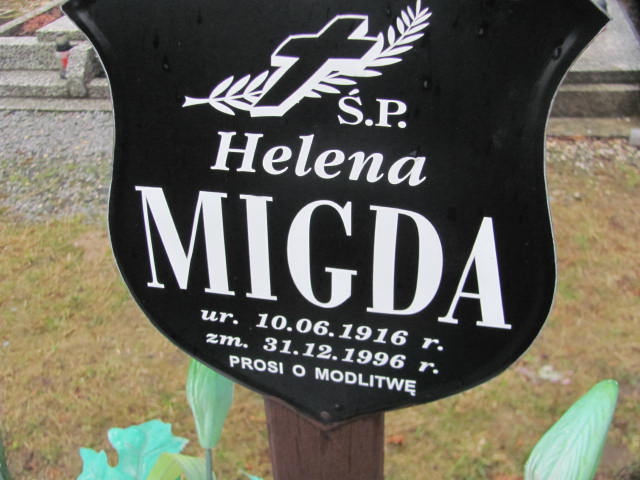 Ś.P.
Helena
MIGDA
ur. 10.06.1916 r.
zm. 31.12.1996 r.
PROSI O MODLITWĘ